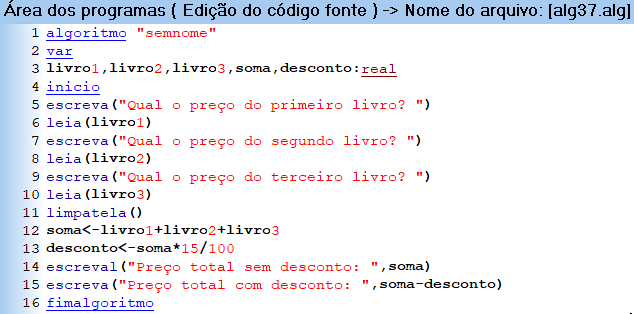 Área dos programas ( Edição do código fonte ) -> Nome do arquivo: [alg37.alg]
1 algoritmo "semnome"
2 var
3 livro1,livro2,livro3,soma,desconto:real
4 inicio
5 escreva("Qual o preço do primeiro livro? ")
6 leia(livro1)
7 escreva("Qual o preço do segundo livro? ")
8 leia(livro2)
9 escreva("Qual o preço do terceiro livro? ")
10 leia(livro3)
11 limpatela()
12 soma<-livro1+livro2+livro3
13 desconto<-soma*15/100
14 escreval("Preço total sem desconto: ",soma)
15 escreva("Preço total com desconto: ",soma-desconto)
16 fimalgoritmo